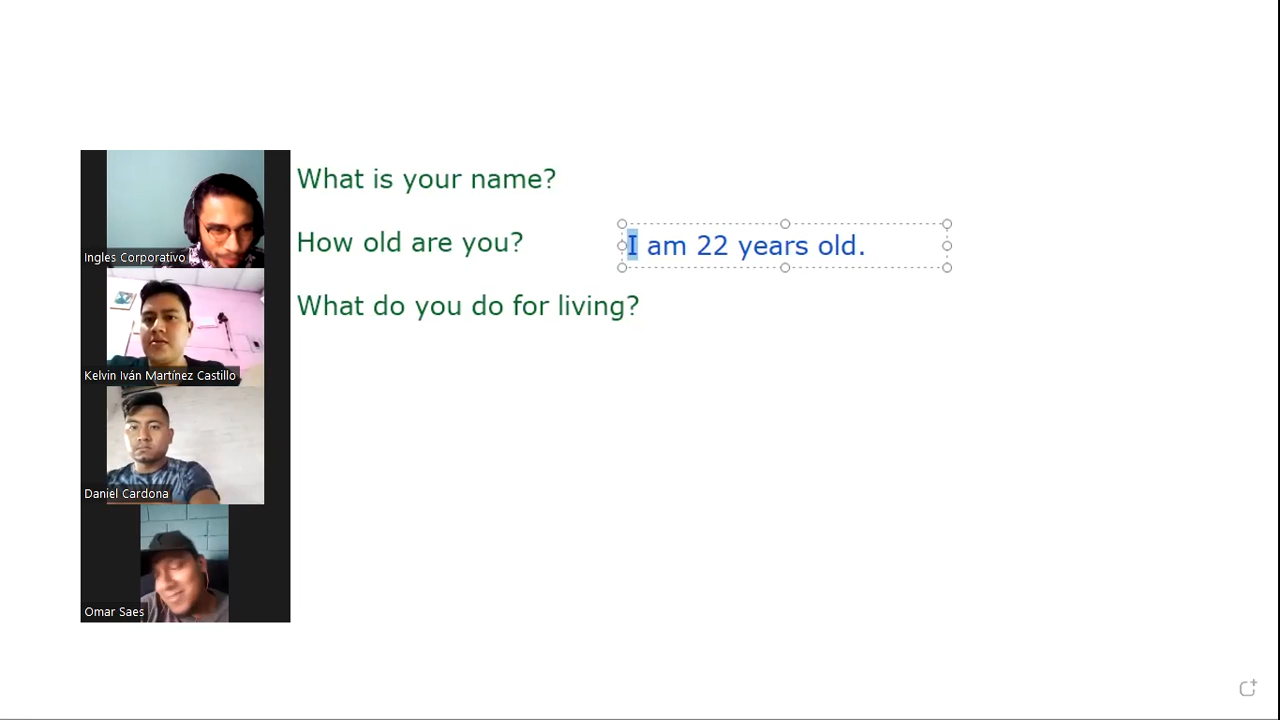 Ingles Corporativo
Kelvin Iván Martínez Castillo
Daniel Cardona
Omar Saes
What is your name?
How old are you?
I am 22 years old.
What do you do for living?